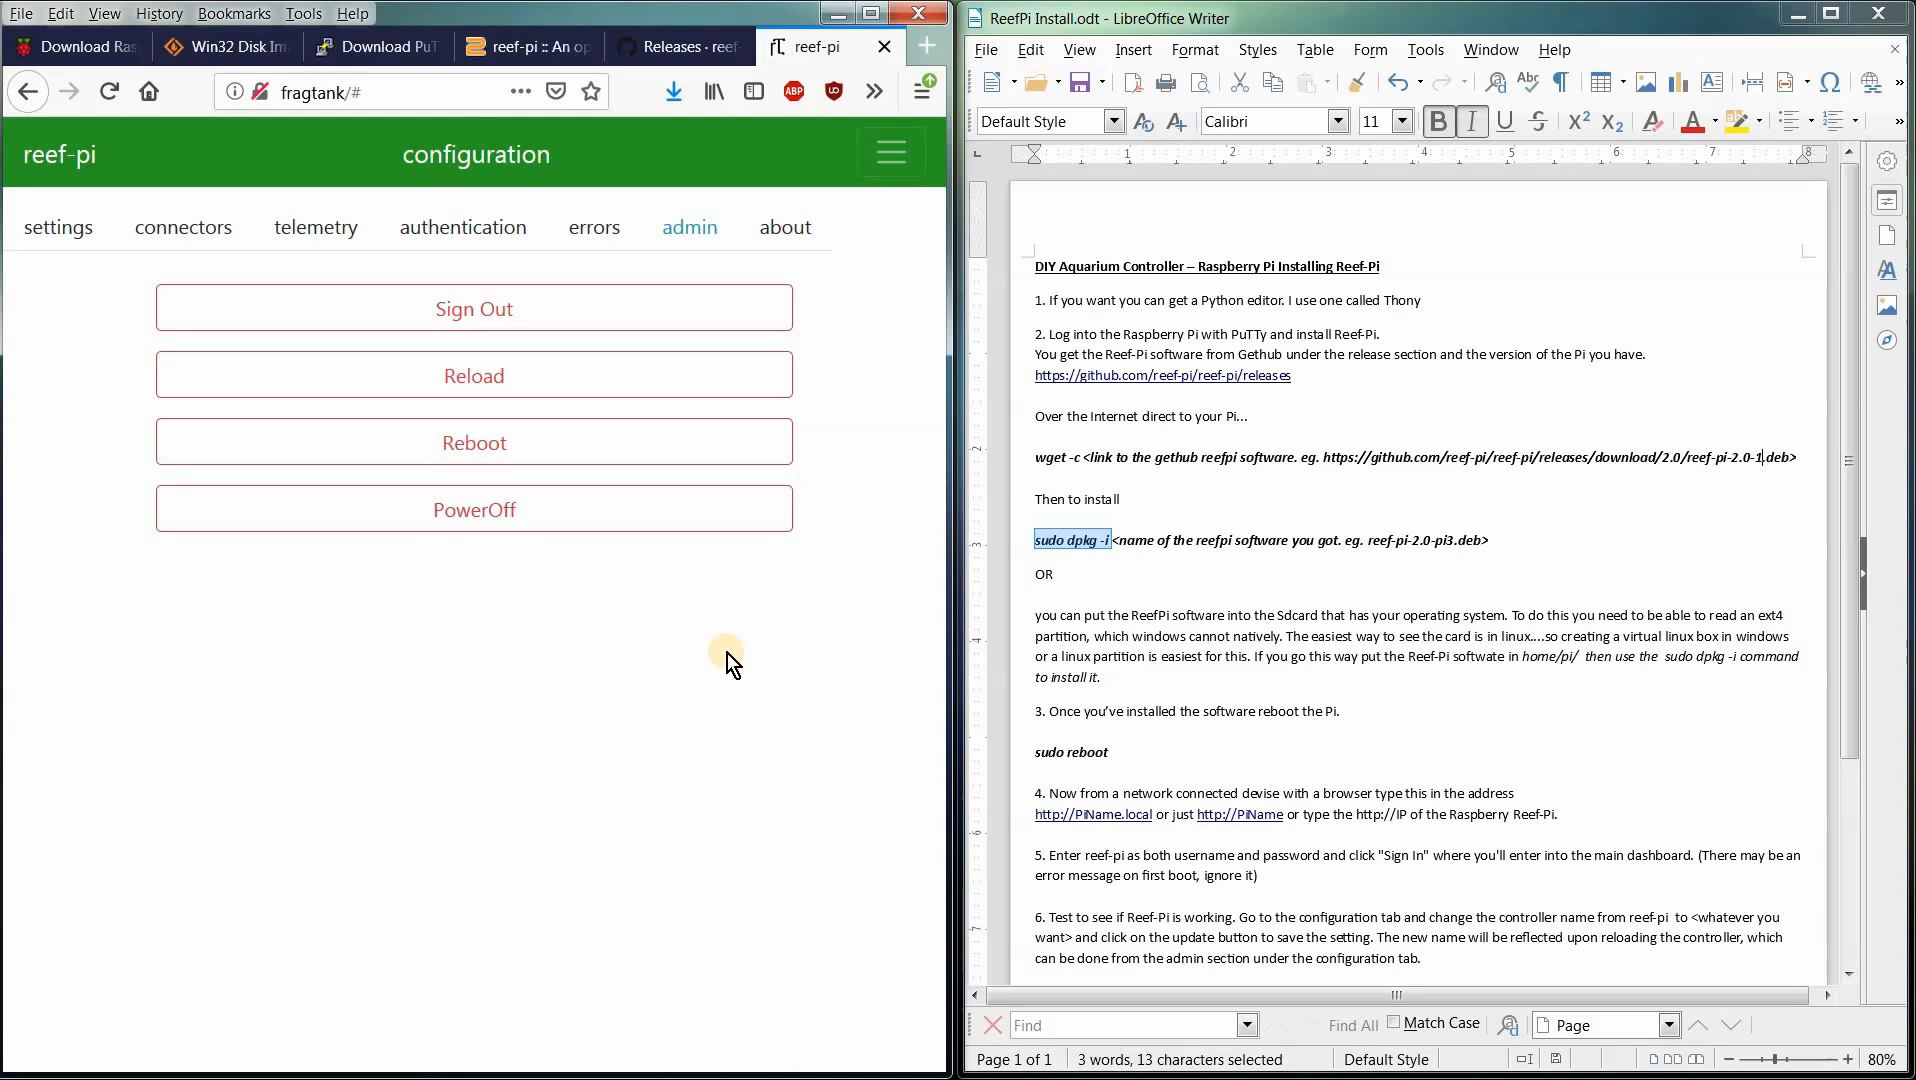 File Edit View History Bookmarks Tools Help
Download Ras
Win32 Disk Im
Download PuT
reef-pi :: An op
Releases · reef-
reef-pi
fragtank/#
reef-pi
configuration
settings connectors telemetry authentication errors admin about
Sign Out
Reload
Reboot
PowerOff
ReefPi Install.odt - LibreOffice Writer
File Edit View Insert Format Styles Table Form Tools Window Help
Default Style Calibri 11
1 2 3 4 5 6 7 8
DIY Aquarium Controller – Raspberry Pi Installing Reef-Pi
1. If you want you can get a Python editor. I use one called Thony
2. Log into the Raspberry Pi with PuTTy and install Reef-Pi.
You get the Reef-Pi software from Gethub under the release section and the version of the Pi you have.
https://github.com/reef-pi/reef-pi/releases
Over the Internet direct to your Pi...
wget -c <link to the gethub reefpi software. eg. https://github.com/reef-pi/reef-pi/releases/download/2.0/reef-pi-2.0-1.deb>
Then to install
sudo dpkg -i <name of the reefpi software you got. eg. reef-pi-2.0-pi3.deb>
OR
you can put the ReefPi software into the Sdcard that has your operating system. To do this you need to be able to read an ext4
partition, which windows cannot natively. The easiest way to see the card is in linux....so creating a virtual linux box in windows
or a linux partition is easiest for this. If you go this way put the Reef-Pi softwate in home/pi/ then use the sudo dpkg -i command
to install it.
3. Once you’ve installed the software reboot the Pi.
sudo reboot
4. Now from a network connected devise with a browser type this in the address
http://PiName.local or just http://PiName or type the http://IP of the Raspberry Reef-Pi.
5. Enter reef-pi as both username and password and click "Sign In" where you'll enter into the main dashboard. (There may be an
error message on first boot, ignore it)
6. Test to see if Reef-Pi is working. Go to the configuration tab and change the controller name from reef-pi to <whatever you
want> and click on the update button to save the setting. The new name will be reflected upon reloading the controller, which
can be done from the admin section under the configuration tab.
Find Find All Match Case Page
Page 1 of 1 3 words, 13 characters selected Default Style 80%